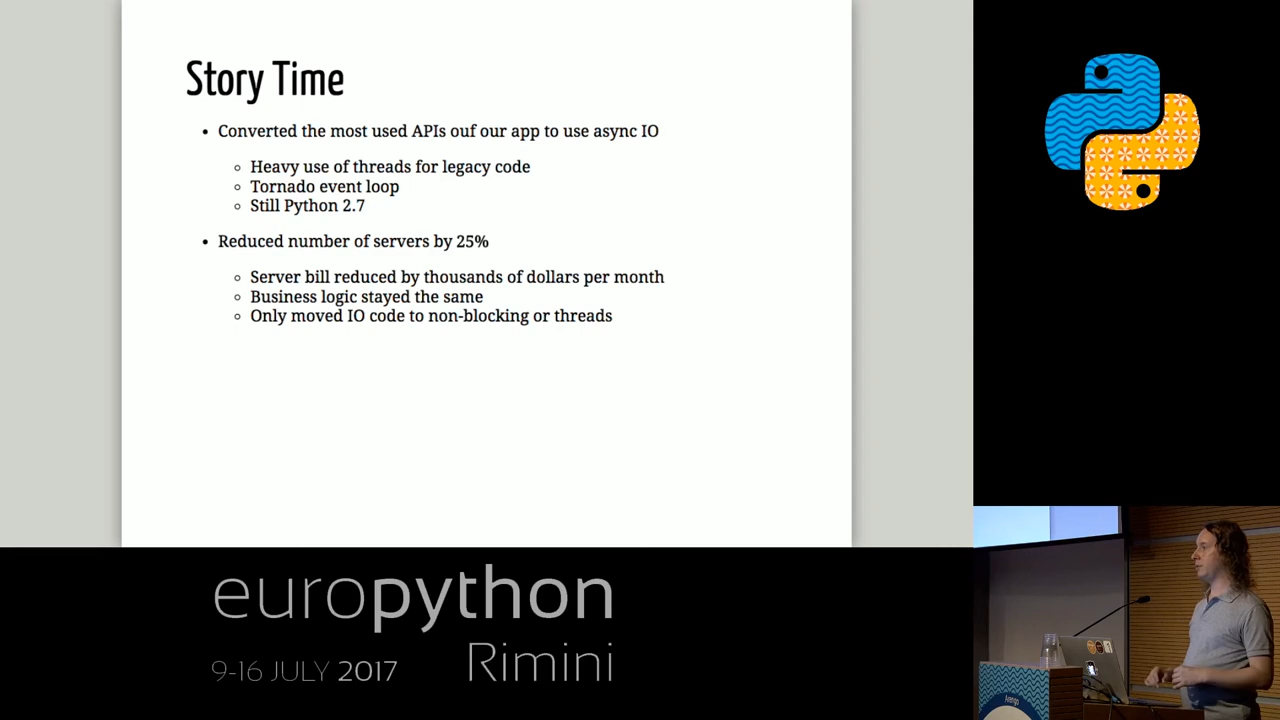 Story Time
• Converted the most used APIs ouf our app to use async IO
◦ Heavy use of threads for legacy code
◦ Tornado event loop
◦ Still Python 2.7
• Reduced number of servers by 25%
◦ Server bill reduced by thousands of dollars per month
◦ Business logic stayed the same
◦ Only moved IO code to non-blocking or threads
europython
9-16 JULY 2017 Rimini